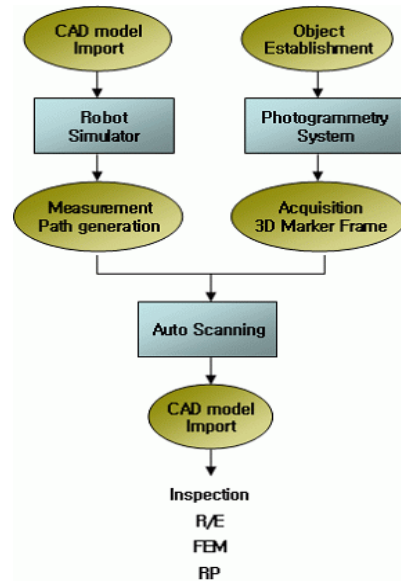 CAD model
Import
Object
Establishment
Robot
Simulator
Photogrammetry
System
Measurement
Path generation
Acquisition
3D Marker Frame
Auto Scanning
CAD model
Import
Inspection
R/E
FEM
RP